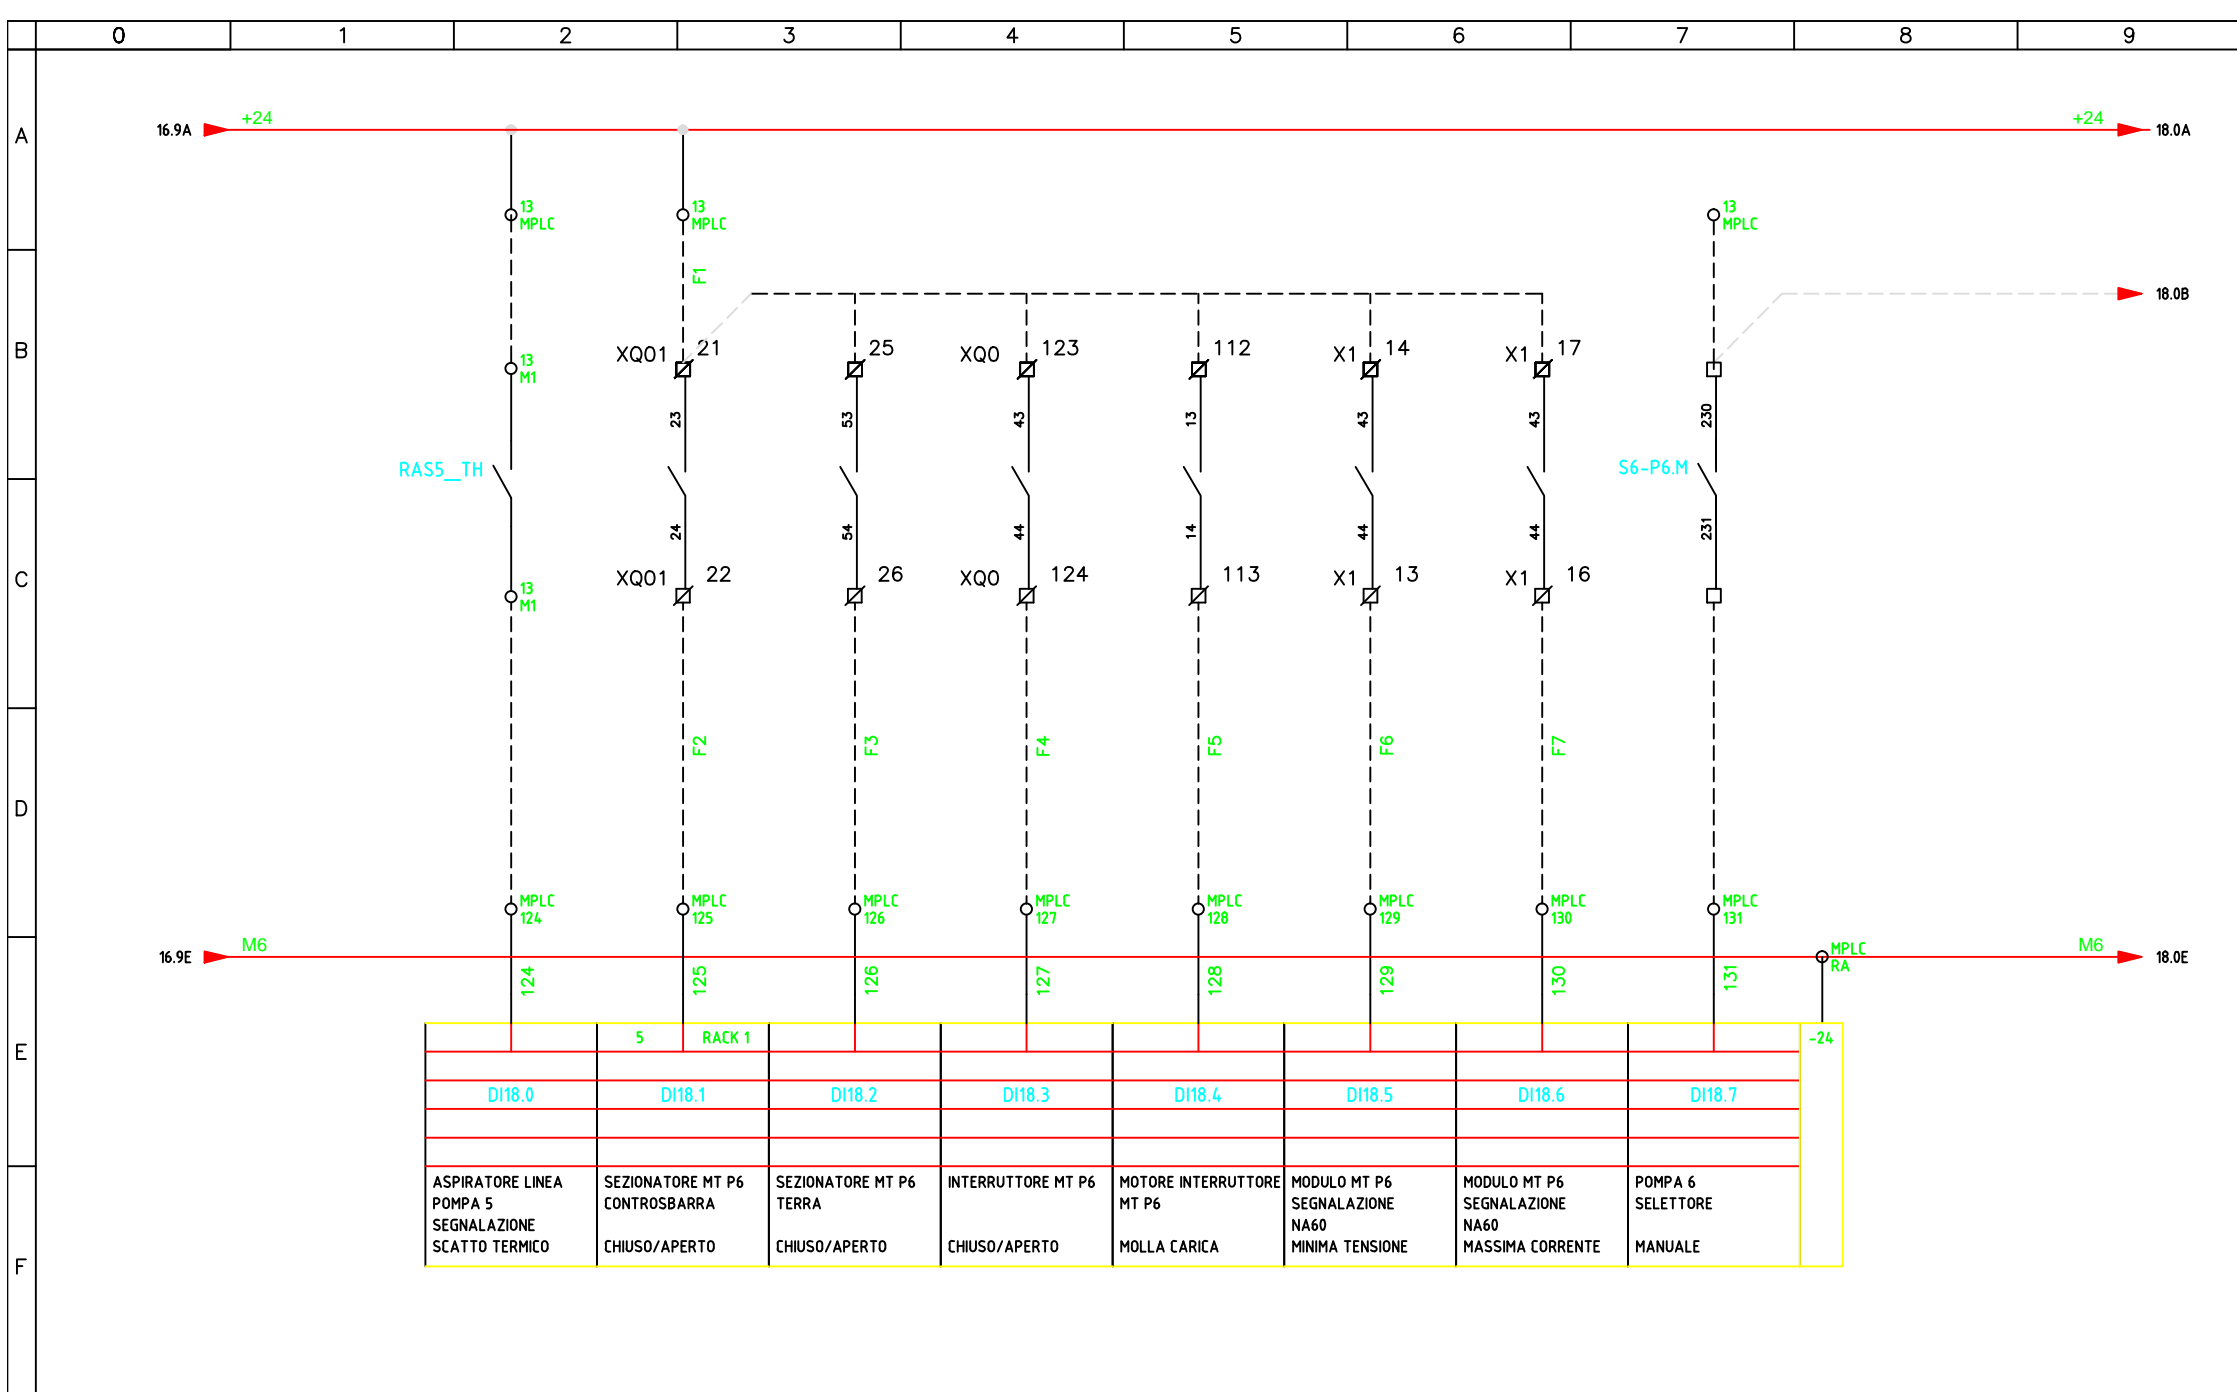 0 1 2 3 4 5 6 7 8 9
A
16.9A +24 +24 18.0A
13 13 13
MPLC MPLC MPLC
F1
18.0B
B
13
M1
XQ01 21 25 XQ0 123 112 X1 14 X1 17
23 53 43 13 43 43 230
RAS5_TH S6-P6.M
24 54 44 14 44 44 231
C
13
M1
XQ01 22 26 XQ0 124 113 X1 13 X1 16
F2 F3 F4 F5 F6 F7
D
MPLC MPLC MPLC MPLC MPLC MPLC MPLC MPLC
124 125 126 127 128 129 130 131
16.9E M6 M6 18.0E
MPLC
RA
124 125 126 127 128 129 130 131
E
5 RACK 1 -24
DI18.0 DI18.1 DI18.2 DI18.3 DI18.4 DI18.5 DI18.6 DI18.7
F
ASPIRATORE LINEA
POMPA 5
SEGNALAZIONE
SCATTO TERMICO
SEZIONATORE MT P6
CONTROSBARRA
CHIUSO/APERTO
SEZIONATORE MT P6
TERRA
CHIUSO/APERTO
INTERRUTTORE MT P6
CHIUSO/APERTO
MOTORE INTERRUTTORE
MT P6
MOLLA CARICA
MODULO MT P6
SEGNALAZIONE
NA60
MINIMA TENSIONE
MODULO MT P6
SEGNALAZIONE
NA60
MASSIMA CORRENTE
POMPA 6
SELETTORE
MANUALE